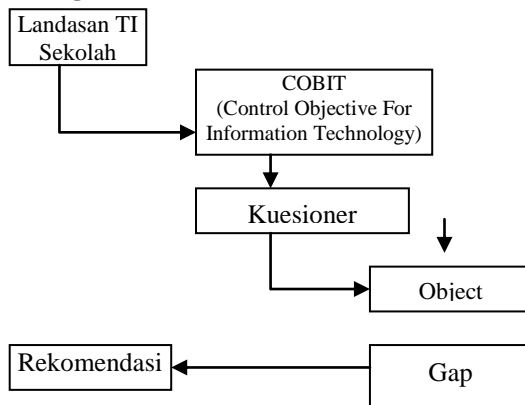 Landasan TI
Sekolah
COBIT
(Control Objective For
Information Technology)
Kuesioner
Object
Rekomendasi
Gap